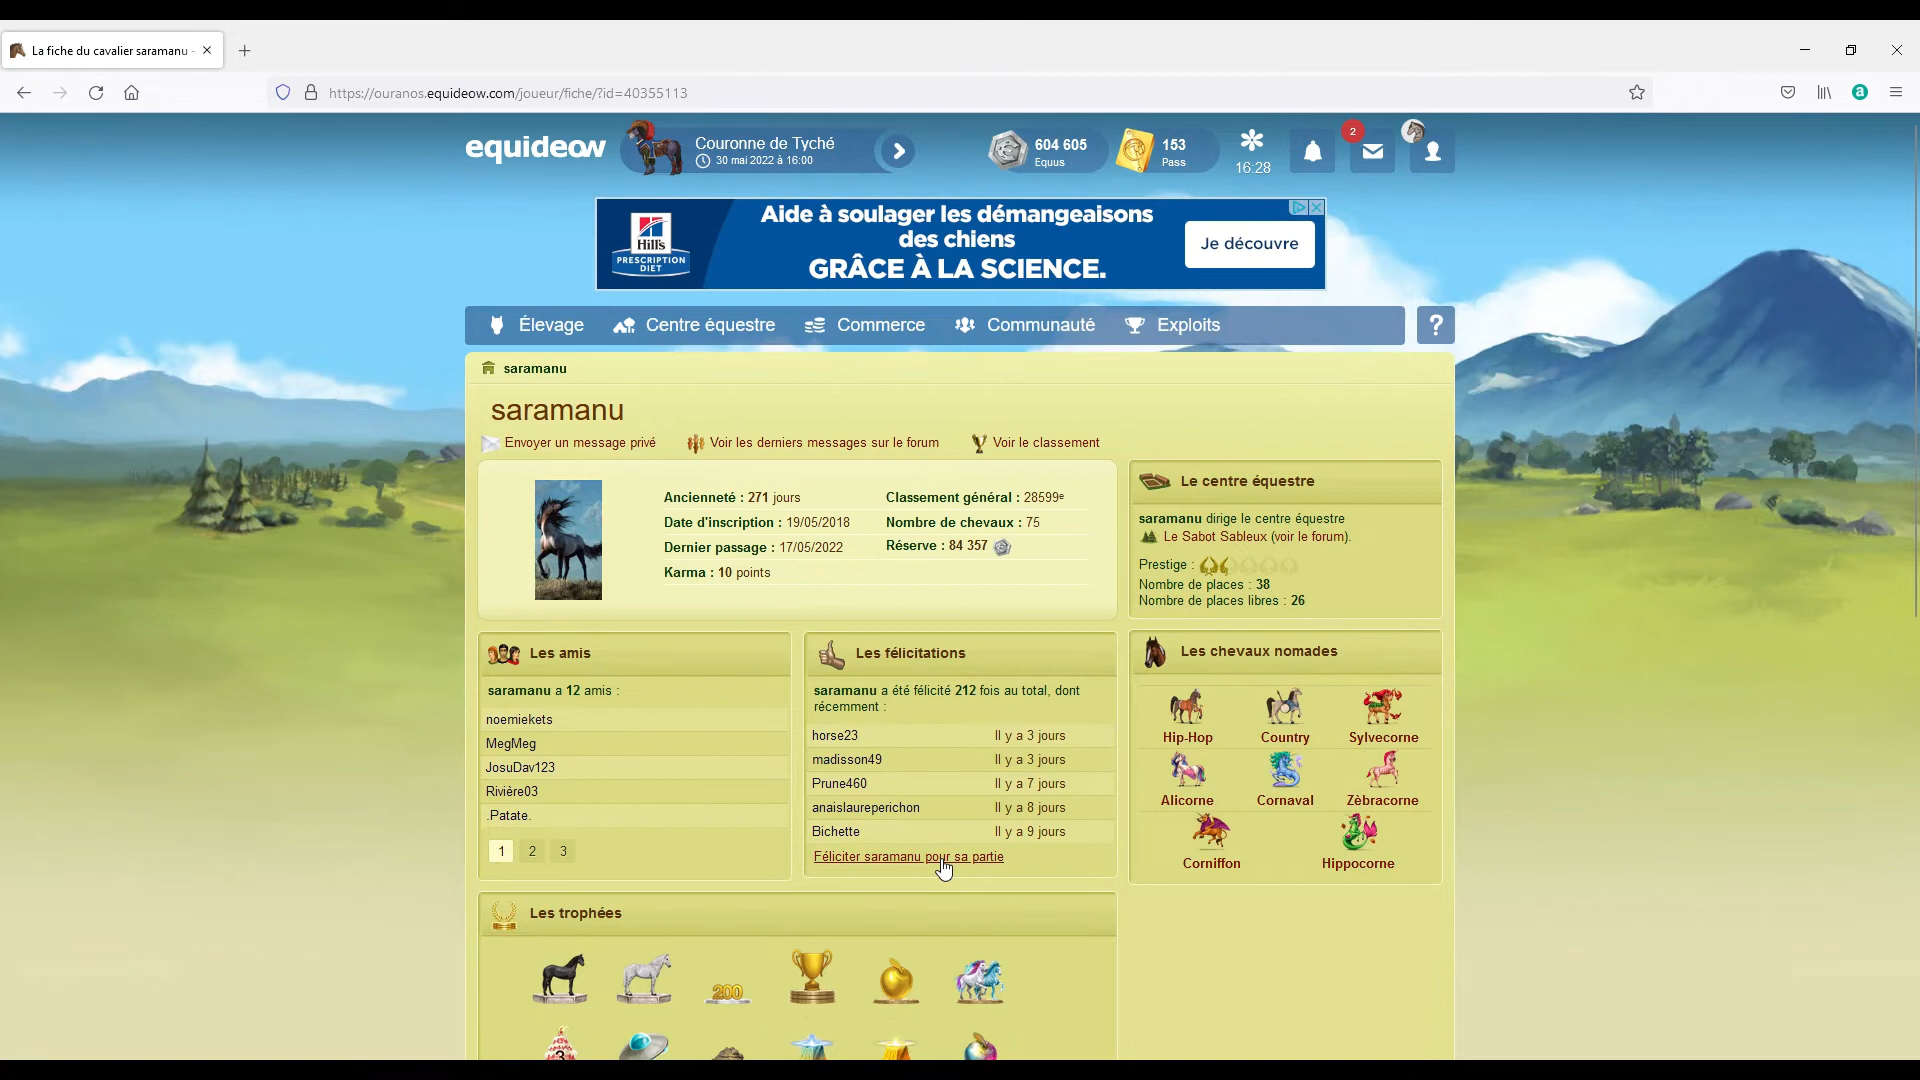 La fiche du cavalier saramanu -
https://ouranos.equideow.com/joueur/fiche/?id=40355113
equideow
Couronne de Tyché
30 mai 2022 à 16:00
604 605
Equus
153
Pass
16:28
2
Hill's
PRESCRIPTION
DIET
Aide à soulager les démangeaisons
des chiens
GRÂCE À LA SCIENCE.
Je découvre
Élevage
Centre équestre
Commerce
Communauté
Exploits
?
saramanu
saramanu
Envoyer un message privé
Voir les derniers messages sur le forum
Voir le classement
Ancienneté : 271 jours
Date d'inscription : 19/05/2018
Dernier passage : 17/05/2022
Karma : 10 points
Classement général : 28599e
Nombre de chevaux : 75
Réserve : 84 357
Le centre équestre
saramanu dirige le centre équestre
Le Sabot Sableux (voir le forum).
Prestige :
Nombre de places : 38
Nombre de places libres : 26
Les amis
saramanu a 12 amis :
noemiekets
MegMeg
JosuDav123
Rivière03
.Patate.
1 2 3
Les félicitations
saramanu a été félicité 212 fois au total, dont
récemment :
horse23 Il y a 3 jours
madisson49 Il y a 3 jours
Prune460 Il y a 7 jours
anaislaureperichon Il y a 8 jours
Bichette Il y a 9 jours
Féliciter saramanu pour sa partie
Les chevaux nomades
Hip-Hop Country Sylvecorne
Alicorne Cornaval Zèbracorne
Corniffon Hippocorne
Les trophées
200
3